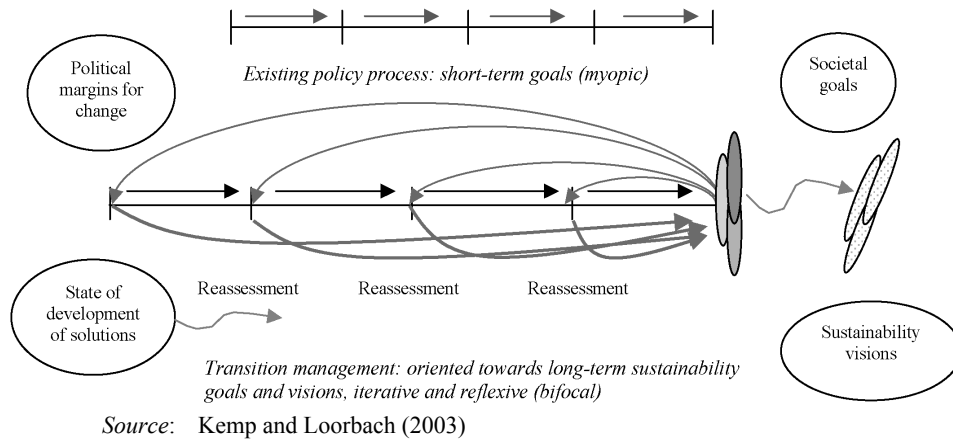 Existing policy process: short-term goals (myopic)
Political
margins for
change
Societal
goals
State of
development
of solutions
Reassessment
Reassessment
Reassessment
Sustainability
visions
Transition management: oriented towards long-term sustainability
goals and visions, iterative and reflexive (bifocal)
Source: Kemp and Loorbach (2003)